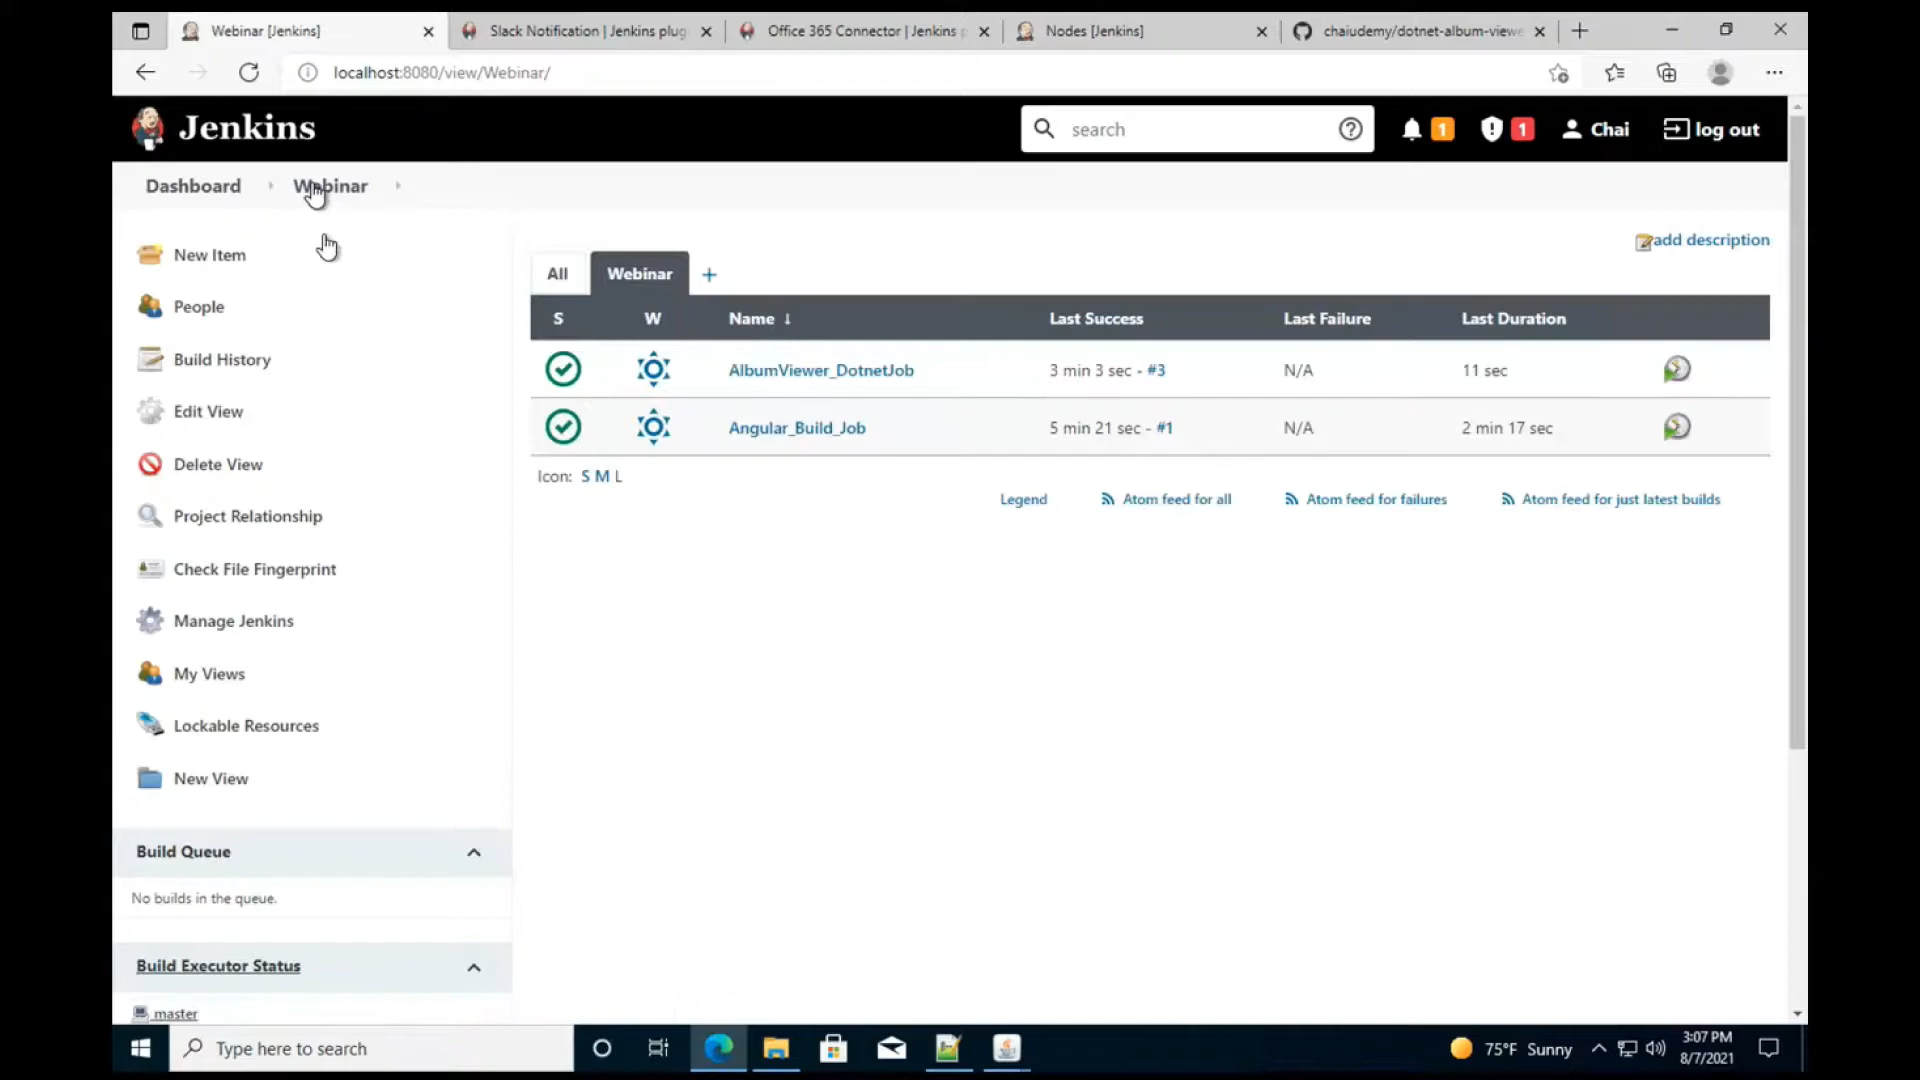 Webinar [Jenkins]
Slack Notification | Jenkins plug
Office 365 Connector | Jenkins p
Nodes [Jenkins]
chaiudemy/dotnet-album-viewe
localhost:8080/view/Webinar/
Jenkins
search
1
1
Chai
log out
Dashboard
Webinar
add description
New Item
People
Build History
Edit View
Delete View
Project Relationship
Check File Fingerprint
Manage Jenkins
My Views
Lockable Resources
New View
All
Webinar
+
S W Name ↓ Last Success Last Failure Last Duration
AlbumViewer_DotnetJob 3 min 3 sec - #3 N/A 11 sec
Angular_Build_Job 5 min 21 sec - #1 N/A 2 min 17 sec
Icon: S M L
Legend Atom feed for all Atom feed for failures Atom feed for just latest builds
Build Queue
No builds in the queue.
Build Executor Status
master
Type here to search
75°F Sunny
3:07 PM
8/7/2021